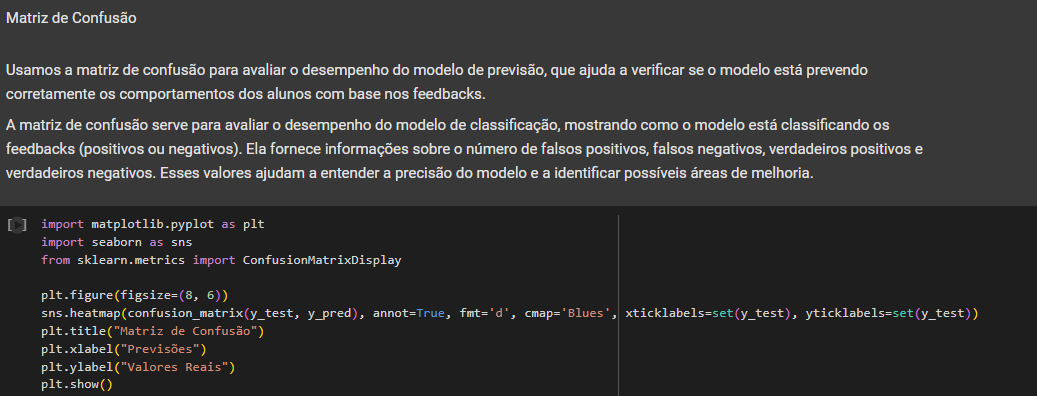 Matriz de Confusão
Usamos a matriz de confusão para avaliar o desempenho do modelo de previsão, que ajuda a verificar se o modelo está prevendo
corretamente os comportamentos dos alunos com base nos feedbacks.
A matriz de confusão serve para avaliar o desempenho do modelo de classificação, mostrando como o modelo está classificando os
feedbacks (positivos ou negativos). Ela fornece informações sobre o número de falsos positivos, falsos negativos, verdadeiros positivos e
verdadeiros negativos. Esses valores ajudam a entender a precisão do modelo e a identificar possíveis áreas de melhoria.
import matplotlib.pyplot as plt
import seaborn as sns
from sklearn.metrics import ConfusionMatrixDisplay
plt.figure(figsize=(8, 6))
sns.heatmap(confusion_matrix(y_test, y_pred), annot=True, fmt='d', cmap='Blues', xticklabels=set(y_test), yticklabels=set(y_test))
plt.title("Matriz de Confusão")
plt.xlabel("Previsões")
plt.ylabel("Valores Reais")
plt.show()